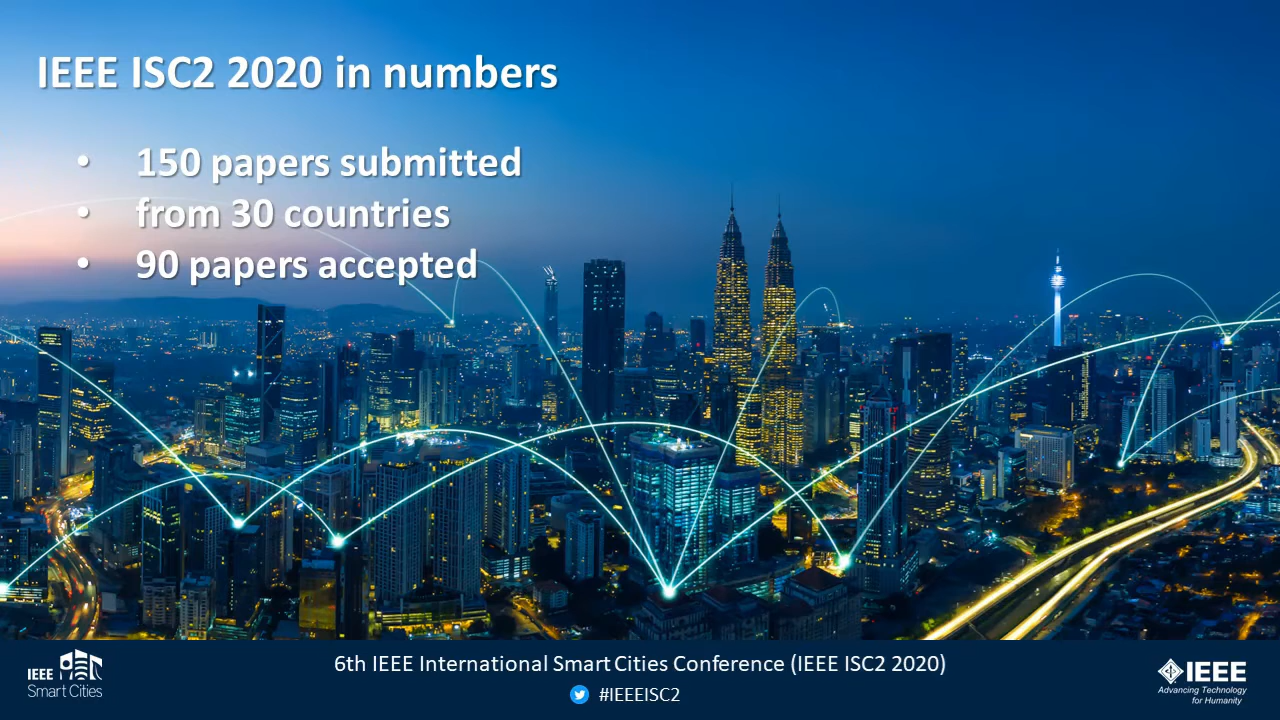 IEEE ISC2 2020 in numbers
• 150 papers submitted
• from 30 countries
• 90 papers accepted
IEEE
Smart Cities
6th IEEE International Smart Cities Conference (IEEE ISC2 2020)
#IEEEISC2
IEEE
Advancing Technology
for Humanity